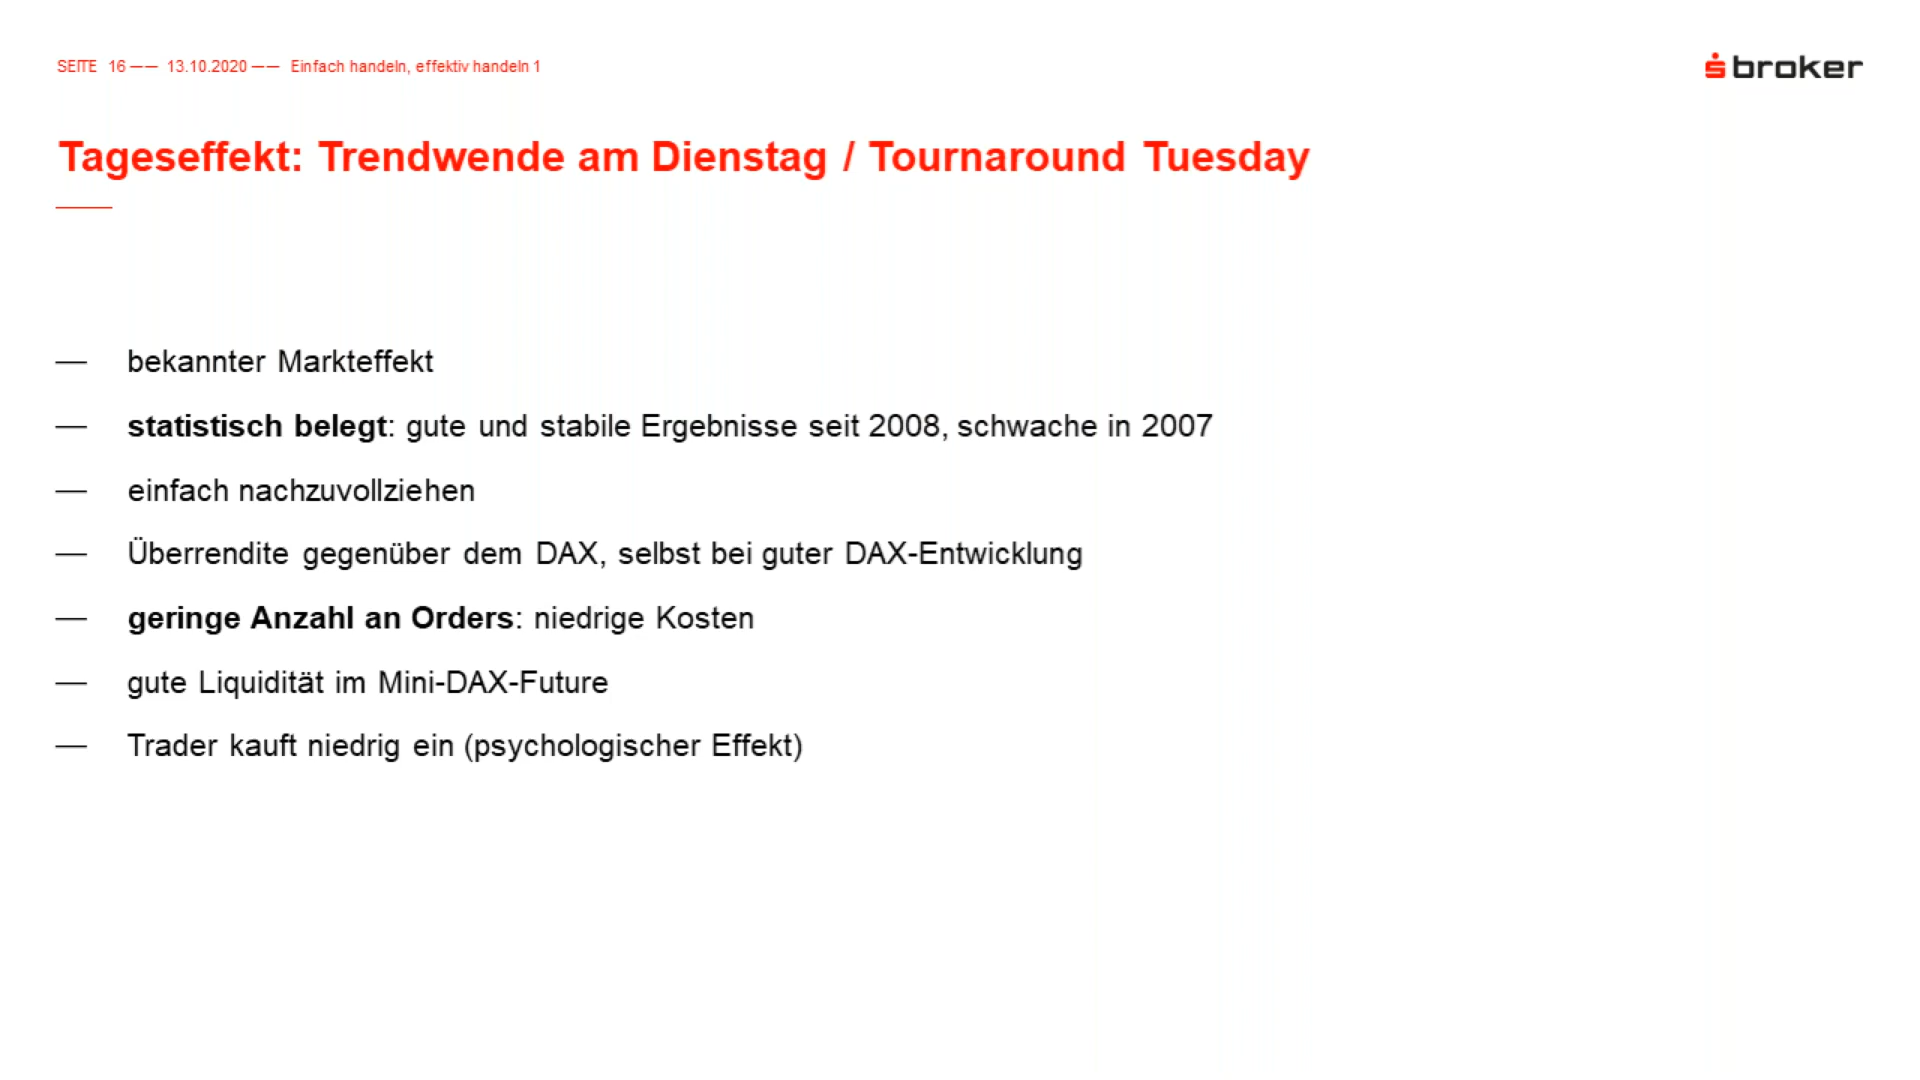 SEITE 16 —— 13.10.2020 —— Einfach handeln, effektiv handeln 1
broker
Tageseffekt: Trendwende am Dienstag / Tournaround Tuesday
— bekannter Markteffekt
— statistisch belegt: gute und stabile Ergebnisse seit 2008, schwache in 2007
— einfach nachzuvollziehen
— Überrendite gegenüber dem DAX, selbst bei guter DAX-Entwicklung
— geringe Anzahl an Orders: niedrige Kosten
— gute Liquidität im Mini-DAX-Future
— Trader kauft niedrig ein (psychologischer Effekt)